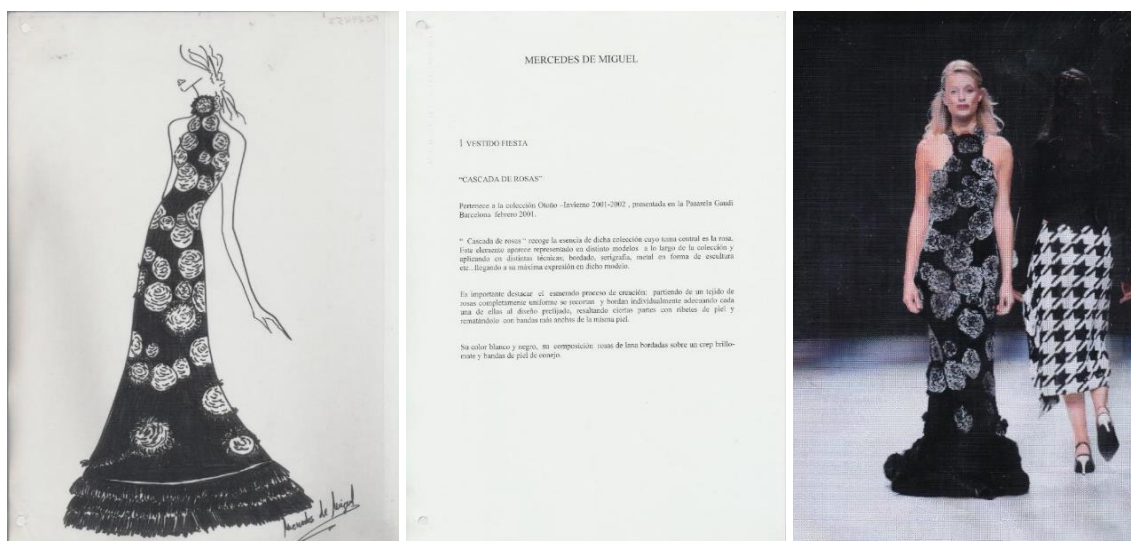 Mercedes de Miguel
MERCEDES DE MIGUEL
1 VESTIDO FIESTA
"CASCADA DE ROSAS"
Pertenece a la colección Otoño –Invierno 2001-2002 , presentada en la Pasarela Gaudí
Barcelona febrero 2001.
" Cascada de rosas " recoge la esencia de dicha colección cuyo tema central es la rosa.
Este elemento aparece representado en distintos modelos a lo largo de la colección y
aplicando en distintas técnicas; bordado, serigrafía, metal en forma de escultura
etc...llegando a su máxima expresión en dicho modelo.
Es importante destacar el esmerado proceso de creación: partiendo de un tejido de
rosas completamente uniforme se recortan y bordan individualmente adecuando cada
una de ellas al diseño prefijado, resaltando ciertas partes con ribetes de piel y
rematándolo con bandas más anchas de la misma piel.
Su color blanco y negro, su composición: rosas de lana bordadas sobre un crep brillo-
mate y bandas de piel de conejo.